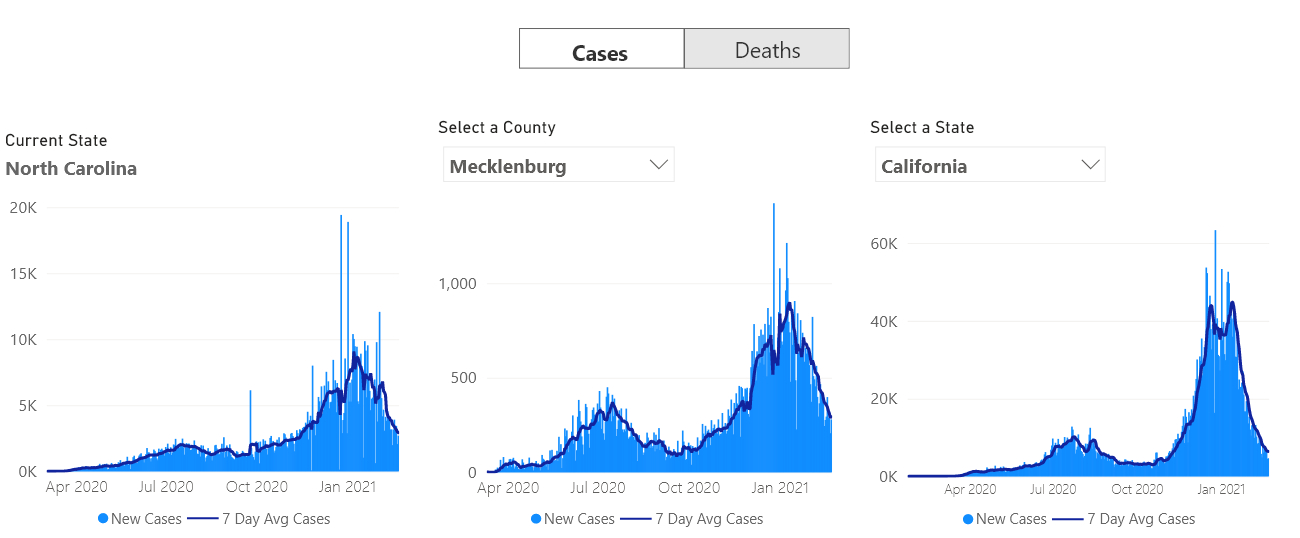 Cases
Deaths
Current State
North Carolina
20K
15K
10K
5K
0K
Apr 2020
Jul 2020
Oct 2020
Jan 2021
New Cases
7 Day Avg Cases
Select a County
Mecklenburg
1,000
500
0
Apr 2020
Jul 2020
Oct 2020
Jan 2021
New Cases
7 Day Avg Cases
Select a State
California
60K
40K
20K
0K
Apr 2020
Jul 2020
Oct 2020
Jan 2021
New Cases
7 Day Avg Cases